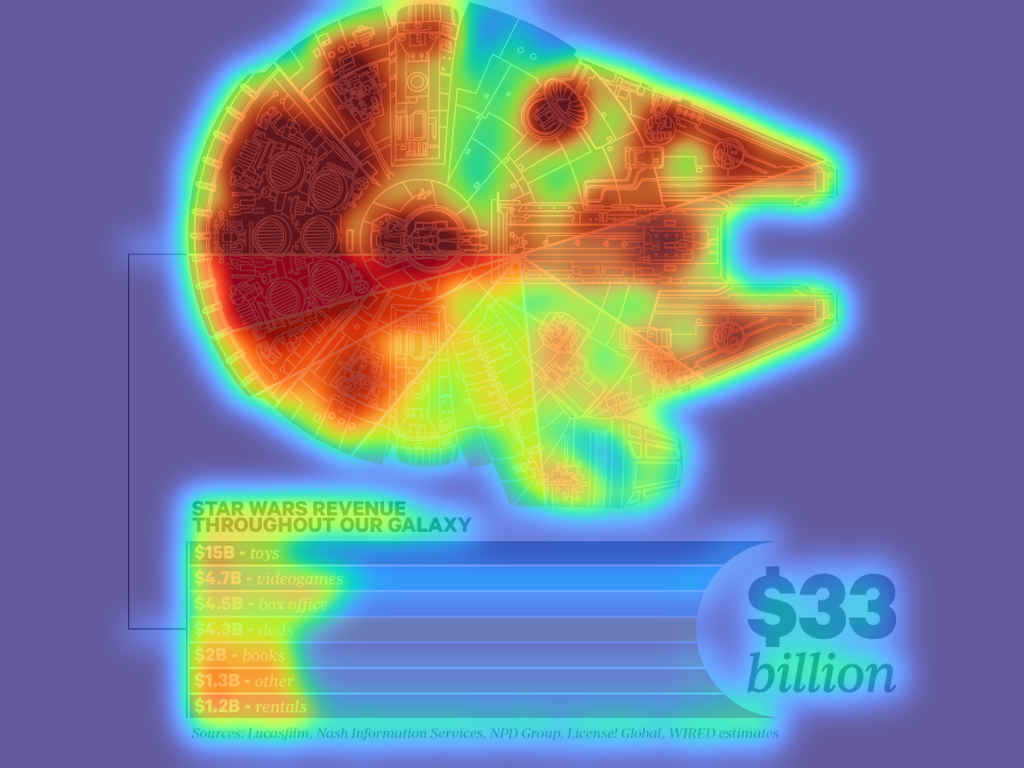 STAR WARS REVENUE
THROUGHOUT OUR GALAXY
$15B - toys
$4.7B - videogames
$4.5B - box office
$4.3B - dvds
$2B - books
$1.3B - other
$1.2B - rentals
$33
billion
Sources: Lucasfilm, Nash Information Services, NPD Group, License! Global, WIRED estimates